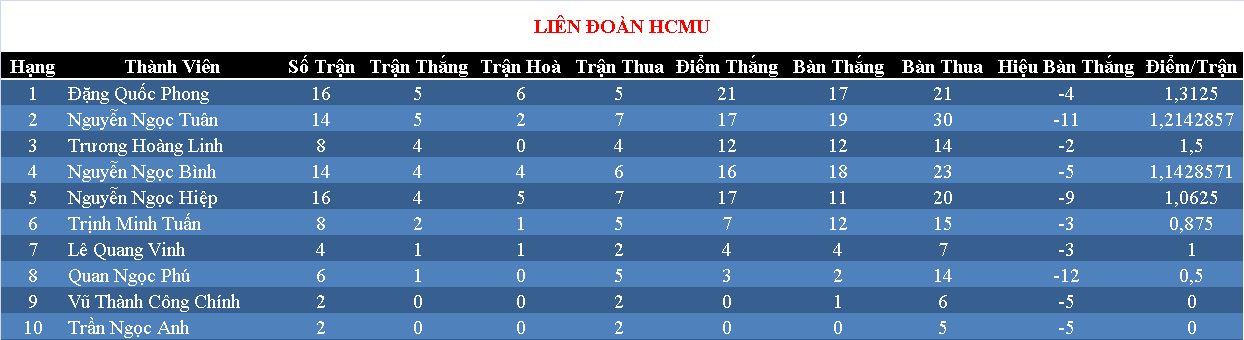 LIÊN ĐOÀN HCMU
Hạng Thành Viên Số Trận Trận Thắng Trận Hoà Trận Thua Điểm Thắng Bàn Thắng Bàn Thua Hiệu Bàn Thắng Điểm/Trận
1 Đặng Quốc Phong 16 5 6 5 21 17 21 -4 1,3125
2 Nguyễn Ngọc Tuân 14 5 2 7 17 19 30 -11 1,2142857
3 Trương Hoàng Linh 8 4 0 4 12 12 14 -2 1,5
4 Nguyễn Ngọc Bình 14 4 4 6 16 18 23 -5 1,1428571
5 Nguyễn Ngọc Hiệp 16 4 5 7 17 11 20 -9 1,0625
6 Trịnh Minh Tuấn 8 2 1 5 7 12 15 -3 0,875
7 Lê Quang Vinh 4 1 1 2 4 4 7 -3 1
8 Quan Ngọc Phú 6 1 0 5 3 2 14 -12 0,5
9 Vũ Thành Công Chính 2 0 0 2 0 1 6 -5 0
10 Trần Ngọc Anh 2 0 0 2 0 0 5 -5 0